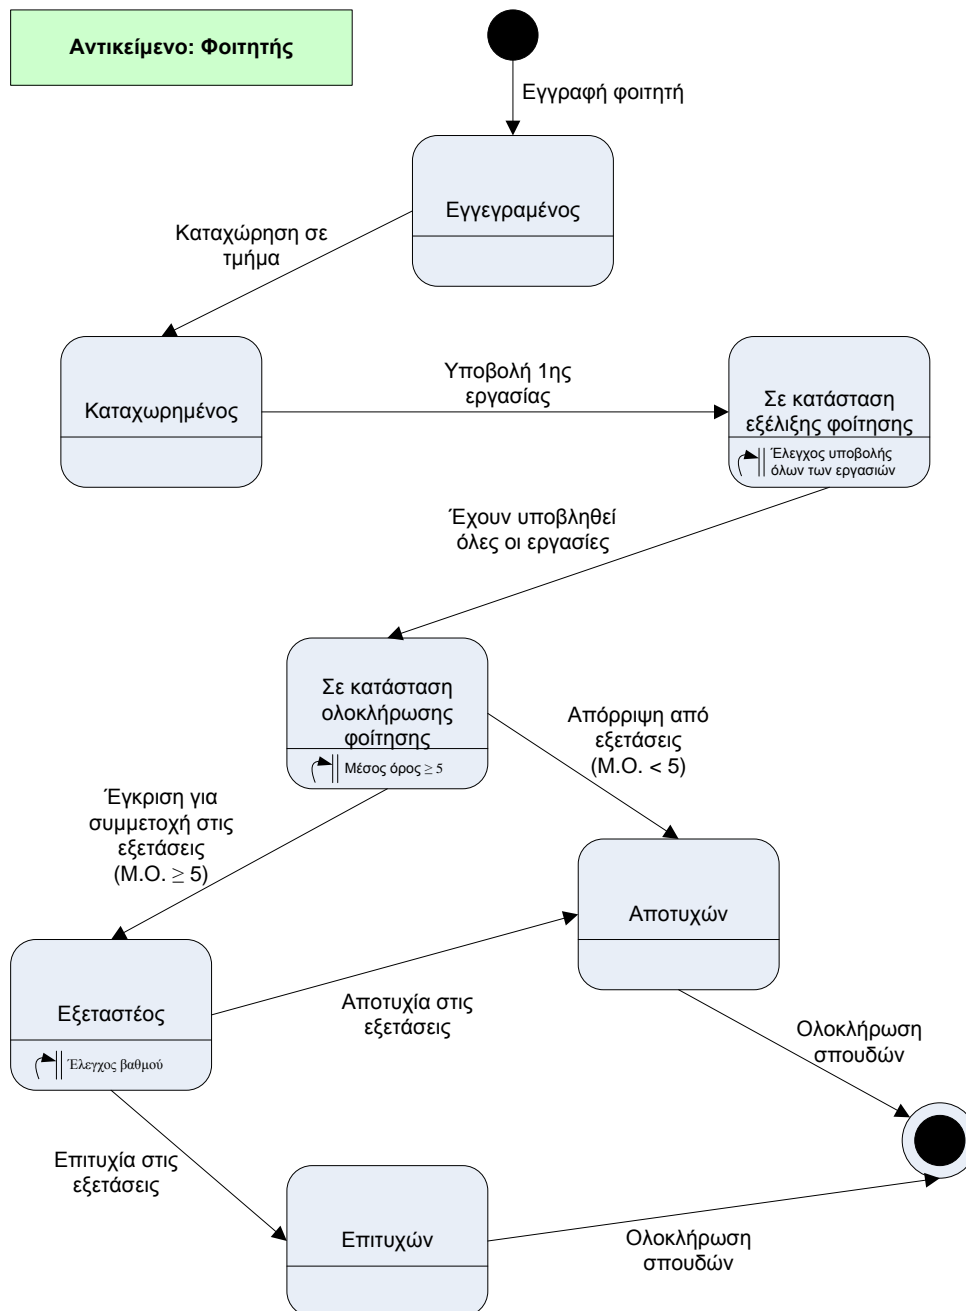 Αντικείμενο: Φοιτητής
Εγγραφή φοιτητή
Εγγεγραμένος
Καταχώρηση σε
τμήμα
Καταχωρημένος
Υποβολή 1ης
εργασίας
Σε κατάσταση
εξέλιξης φοίτησης
Έλεγχος υποβολής
όλων των εργασιών
Έχουν υποβληθεί
όλες οι εργασίες
Σε κατάσταση
ολοκλήρωσης
φοίτησης
Μέσος όρος ≥ 5
Απόρριψη από
εξετάσεις
(Μ.Ο. < 5)
Έγκριση για
συμμετοχή στις
εξετάσεις
(Μ.Ο. ≥ 5)
Αποτυχών
Εξεταστέος
Έλεγχος βαθμού
Αποτυχία στις
εξετάσεις
Ολοκλήρωση
σπουδών
Επιτυχία στις
εξετάσεις
Επιτυχών
Ολοκλήρωση
σπουδών